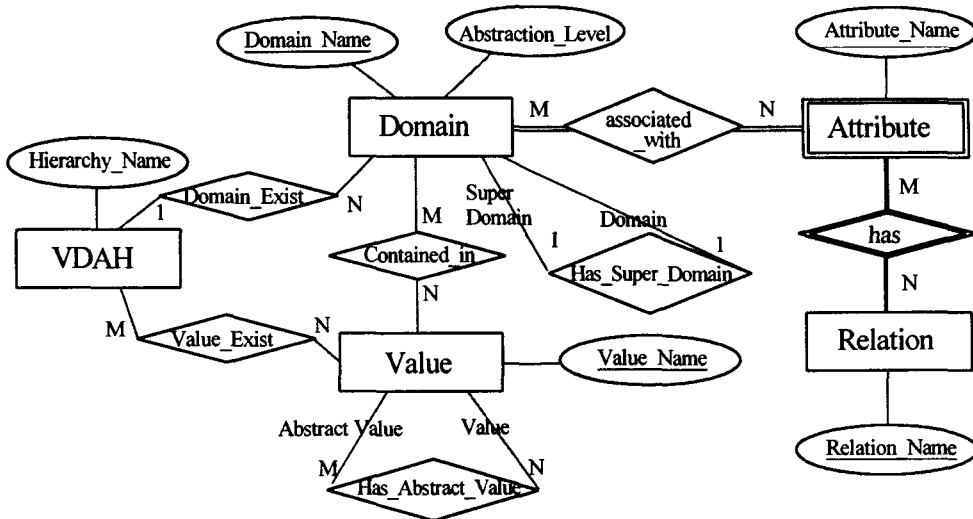 Domain_Name
Abstraction_Level
Attribute_Name
Domain
M
associated
_with
N
Attribute
Hierarchy_Name
1
Domain_Exist
N
M
Super
Domain
Domain
M
VDAH
Contained_in
1
1
Has_Super_Domain
has
N
N
M
Value_Exist
N
Value
Value_Name
Relation
Abstract Value
Value
M
Has_Abstract_Value
N
Relation_Name